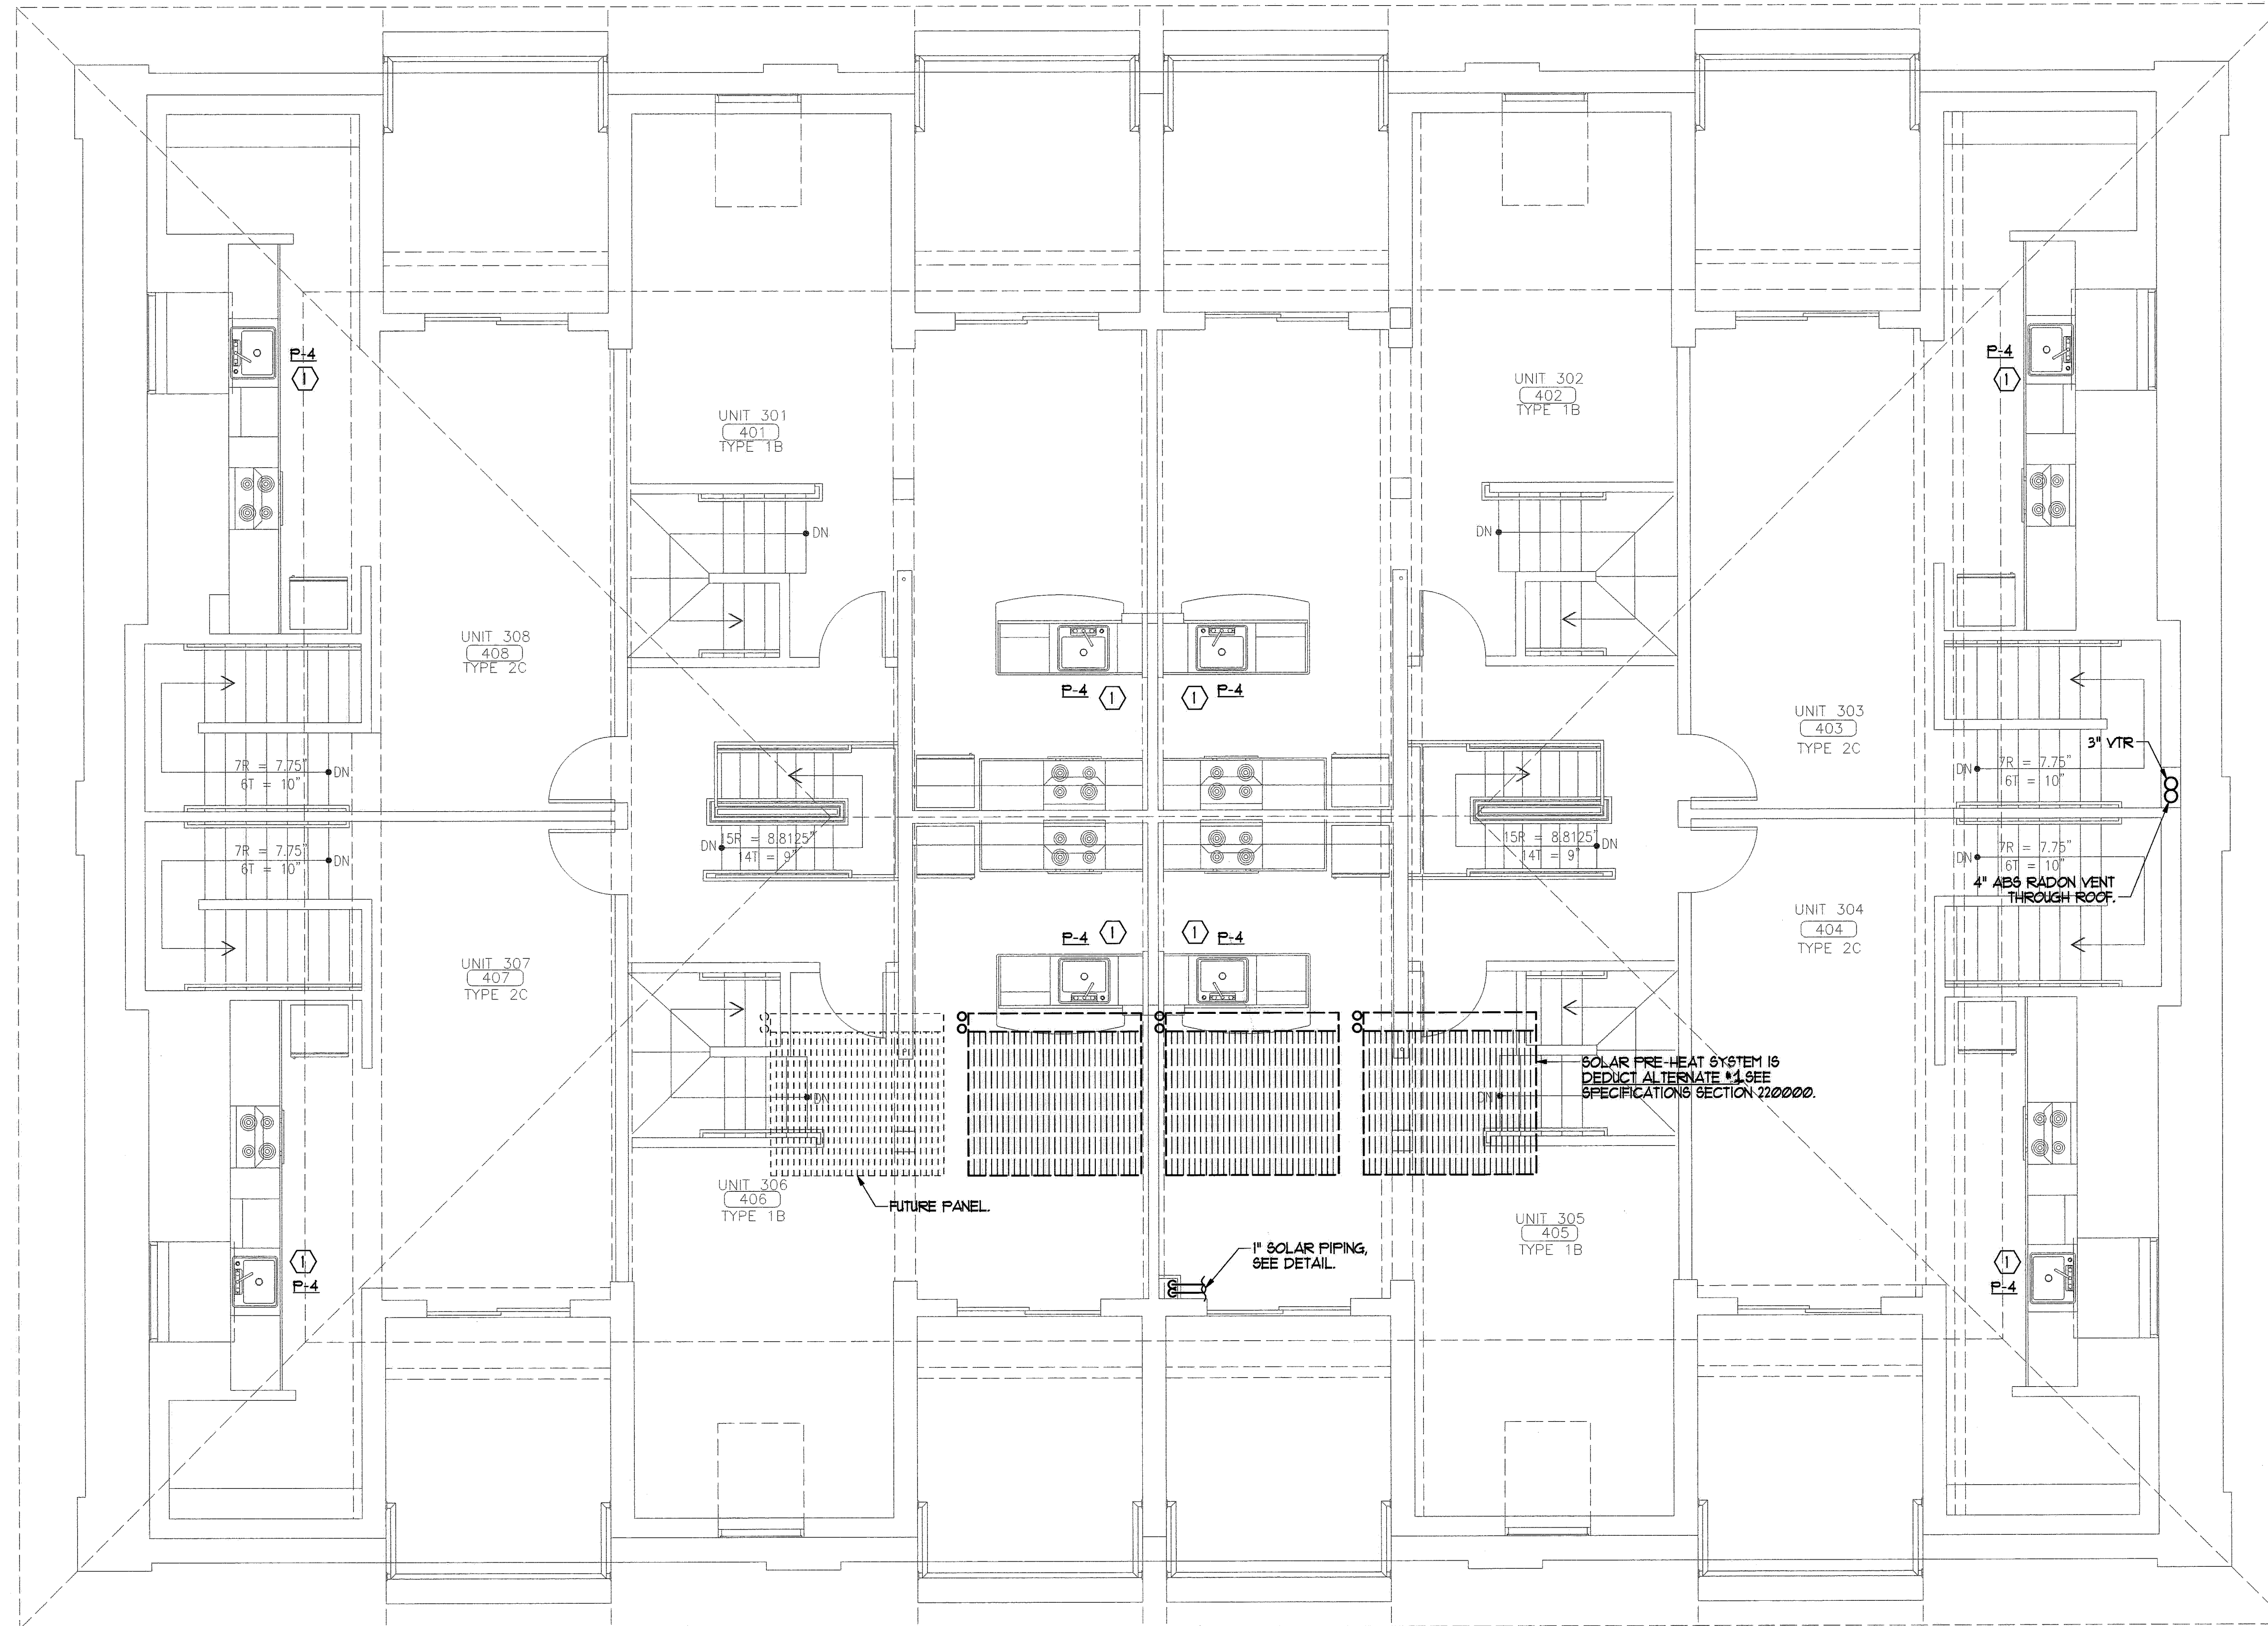 P-4
1
P-4
1
UNIT 302
402
TYPE 1B
UNIT 301
401
TYPE 1B
DN
DN
UNIT 308
408
TYPE 2C
P-4
1
1
P-4
UNIT 303
403
TYPE 2C
3" VTR
7R = 7.75"
6T = 10"
DN
DN
7R = 7.75"
6T = 10"
DN
15R = 8.8125"
14T = 9"
15R = 8.8125"
14T = 9"
DN
7R = 7.75"
6T = 10"
DN
DN
7R = 7.75"
6T = 10"
4" ABS RADON VENT
THROUGH ROOF.
UNIT 304
404
TYPE 2C
P-4
1
1
P-4
UNIT 307
407
TYPE 2C
SOLAR PRE-HEAT SYSTEM IS
DEDUCT ALTERNATE #1 SEE
SPECIFICATIONS SECTION 220000.
DN
DN
UNIT 306
406
TYPE 1B
FUTURE PANEL.
UNIT 305
405
TYPE 1B
1" SOLAR PIPING,
SEE DETAIL.
1
P-4
1
P-4